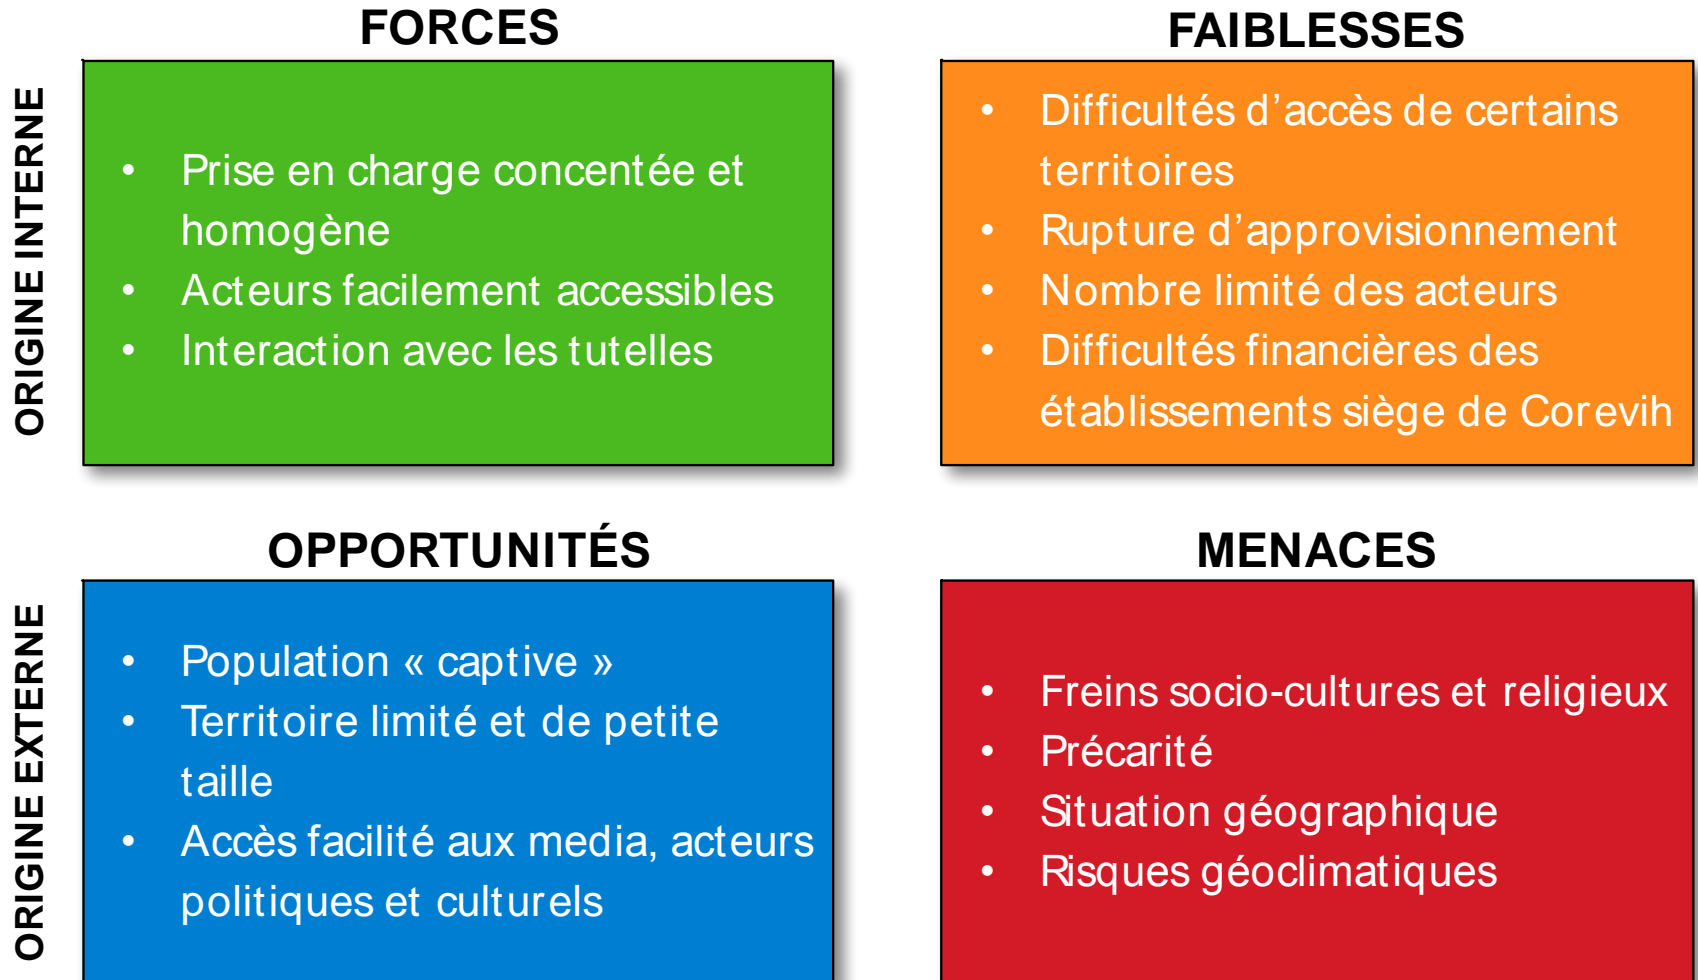 FORCES
ORIGINE INTERNE
• Prise en charge concentée et
homogène
• Acteurs facilement accessibles
• Interaction avec les tutelles
FAIBLESSES
• Difficultés d’accès de certains
territoires
• Rupture d’approvisionnement
• Nombre limité des acteurs
• Difficultés financières des
établissements siège de Corevih
OPPORTUNITÉS
ORIGINE EXTERNE
• Population « captive »
• Territoire limité et de petite
taille
• Accès facilité aux media, acteurs
politiques et culturels
MENACES
• Freins socio-cultures et religieux
• Précarité
• Situation géographique
• Risques géoclimatiques